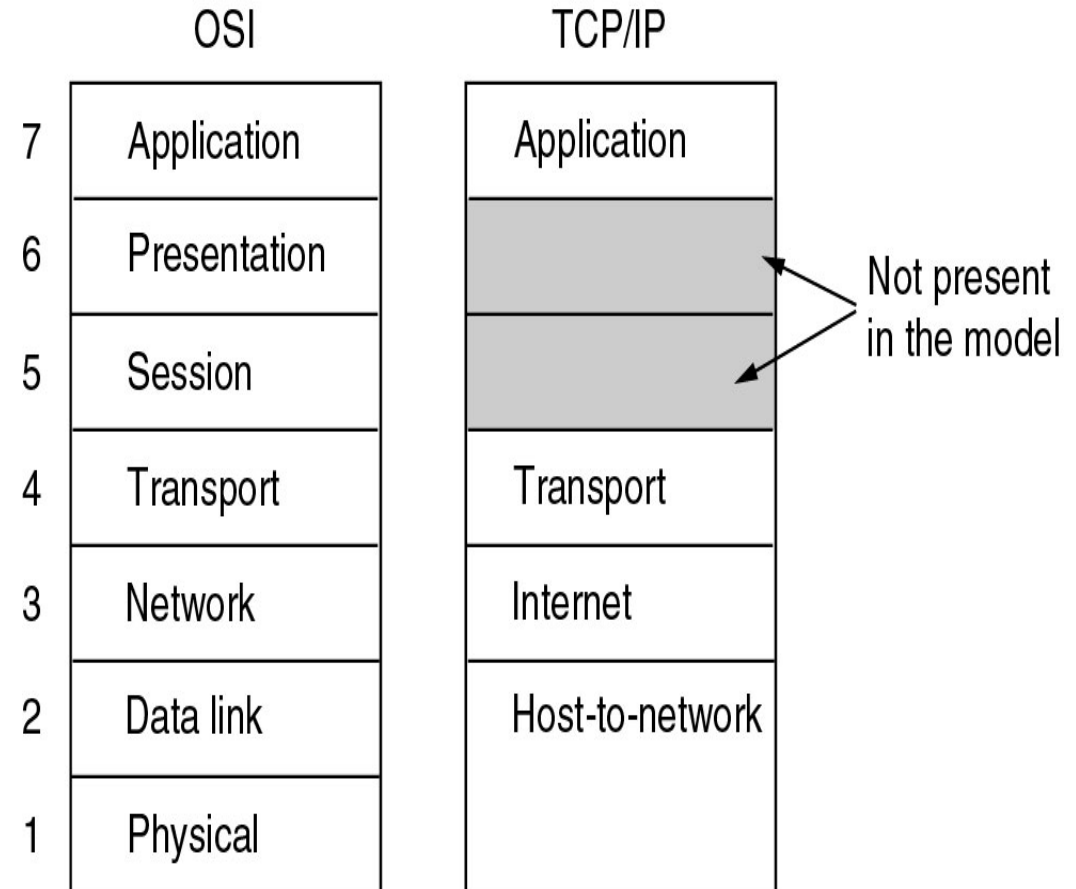 OSI
TCP/IP
7
Application
Application
6
Presentation
Not present
in the model
5
Session
4
Transport
Transport
3
Network
Internet
2
Data link
Host-to-network
1
Physical